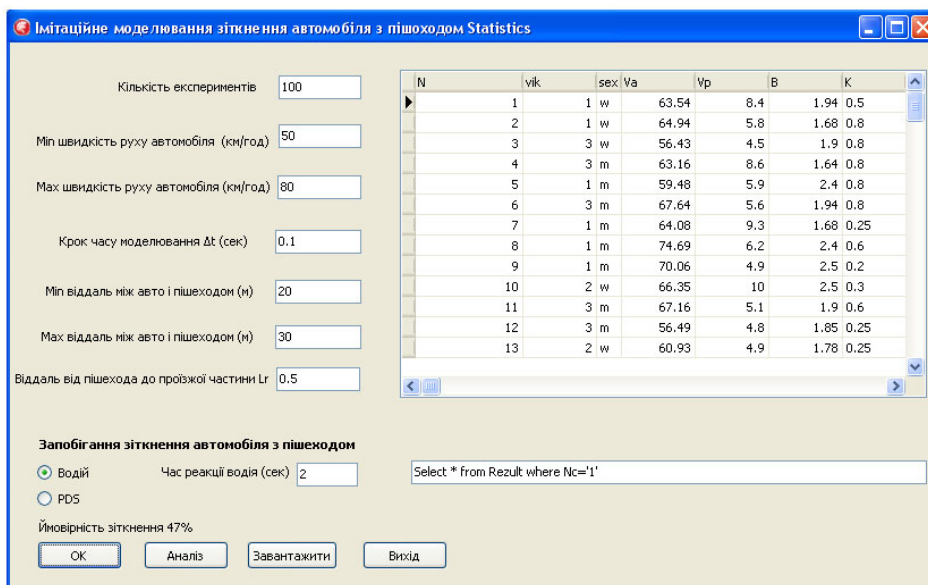 Імітаційне моделювання зіткнення автомобіля з пішоходом Statistics
Кількість експериментів 100
Min швидкість руху автомобіля (км/год) 50
Max швидкість руху автомобіля (км/год) 80
Крок часу моделювання Δt (сек) 0.1
Min віддаль між авто і пішеходом (м) 20
Max віддаль між авто і пішеходом (м) 30
Віддаль від пішехода до проїзжої частини Lr 0.5
N vik sex Va Vp B K
1 1 w 63.54 8.4 1.94 0.5
2 1 w 64.94 5.8 1.68 0.8
3 3 w 56.43 4.5 1.9 0.8
4 3 m 63.16 8.6 1.64 0.8
5 1 m 59.48 5.9 2.4 0.8
6 3 m 67.64 5.6 1.94 0.8
7 1 m 64.08 9.3 1.68 0.25
8 1 m 74.69 6.2 2.4 0.6
9 1 m 70.06 4.9 2.5 0.2
10 2 w 66.35 10 2.5 0.3
11 3 m 67.16 5.1 1.9 0.6
12 3 m 56.49 4.8 1.85 0.25
13 2 w 60.93 4.9 1.78 0.25
Запобігання зіткнення автомобіля з пішеходом
Водій Час реакції водія (сек) 2
Select * from Rezult where Nc='1'
PDS
Ймовірність зіткнення 47%
OK Аналіз Завантажити Вихід